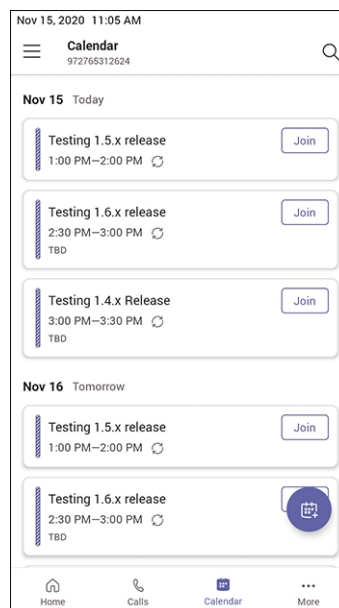 Nov 15, 2020 11:05 AM
Calendar
972765312624
Nov 15 Today
Testing 1.5.x release
Join
1:00 PM—2:00 PM
Testing 1.6.x release
Join
2:30 PM—3:00 PM
TBD
Testing 1.4.x Release
Join
3:00 PM—3:30 PM
TBD
Nov 16 Tomorrow
Testing 1.5.x release
Join
1:00 PM—2:00 PM
Testing 1.6.x release
2:30 PM—3:00 PM
TBD
Home Calls Calendar More